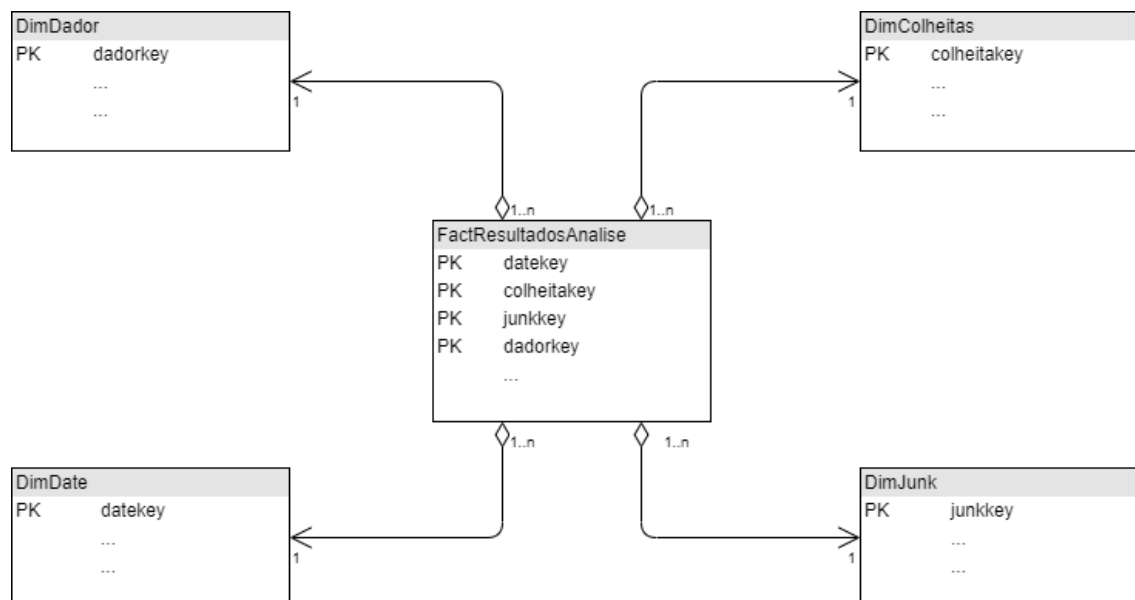 DimDador
PK dadorkey
...
...
1
DimColheitas
PK colheitakey
...
...
1
1..n
1..n
FactResultadosAnalise
PK datekey
PK colheitakey
PK junkkey
PK dadorkey
...
1..n
1..n
DimDate
PK datekey
...
...
1
DimJunk
PK junkkey
...
...
1